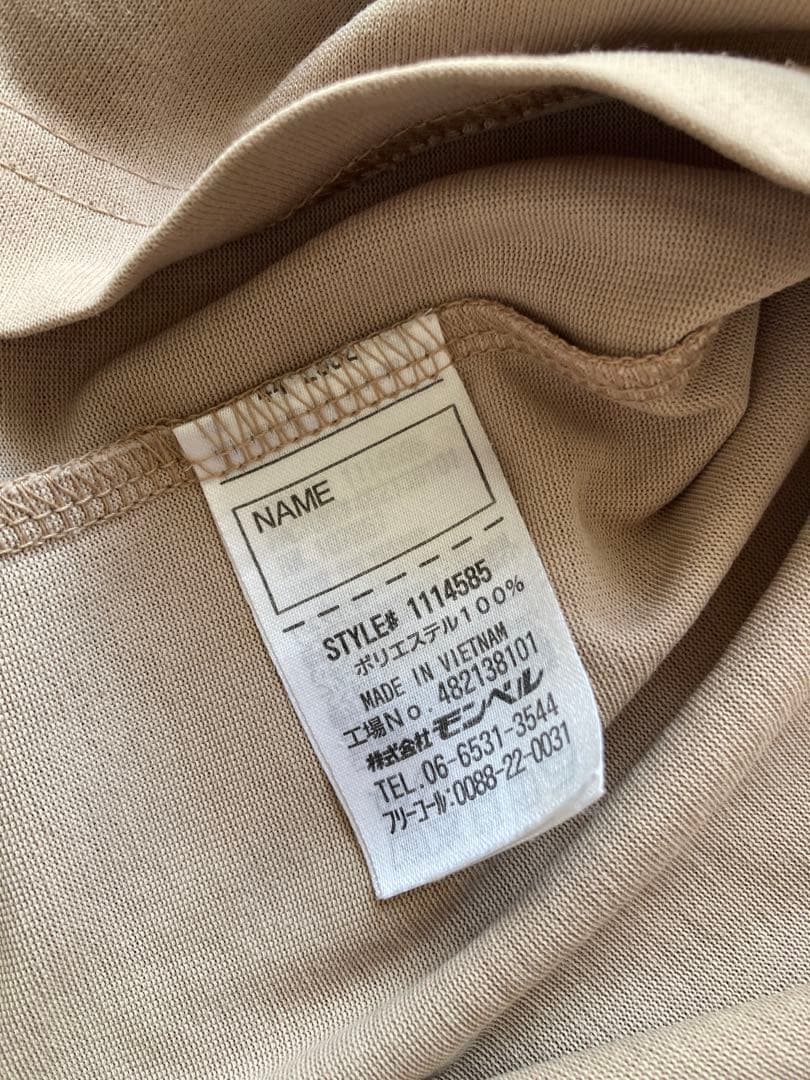 NAME
STYLE# 1114585
ポリエステル100%
MADE IN VIETNAM
工場No.482138101
株式会社モンベル
TEL.06-6531-3544
フリーコール:0088-22-0031